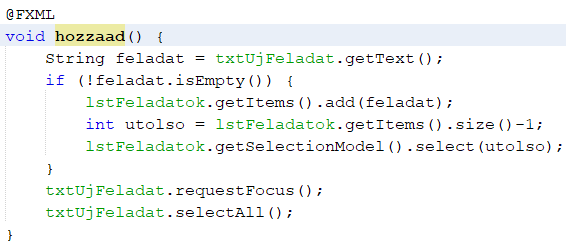 @FXML
void hozzaad() {
    String feladat = txtUjFeladat.getText();
    if (!feladat.isEmpty()) {
        lstFeladatok.getItems().add(feladat);
        int utolso = lstFeladatok.getItems().size()-1;
        lstFeladatok.getSelectionModel().select(utolso);
    }
    txtUjFeladat.requestFocus();
    txtUjFeladat.selectAll();
}